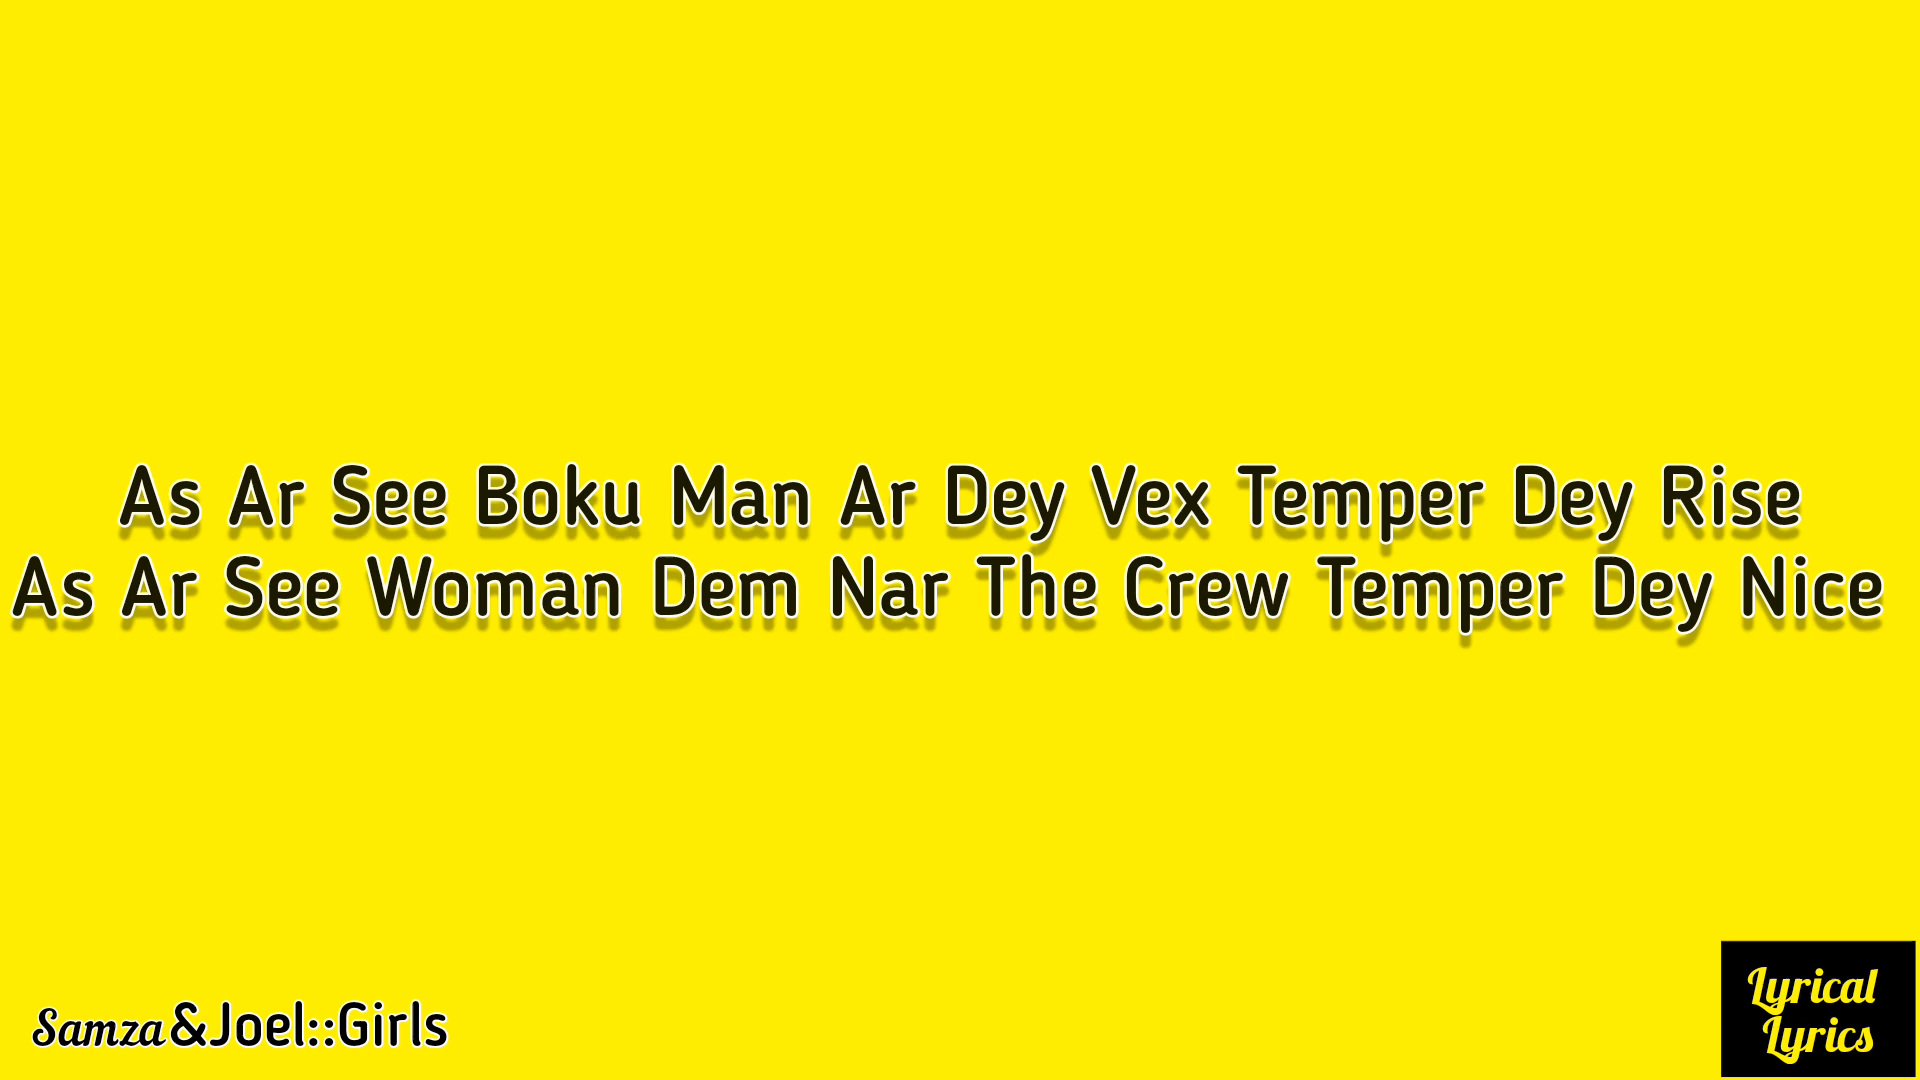 As Ar See Boku Man Ar Dey Vex Temper Dey Rise
As Ar See Woman Dem Nar The Crew Temper Dey Nice
Samza&Joel::Girls
Lyrical
Lyrics